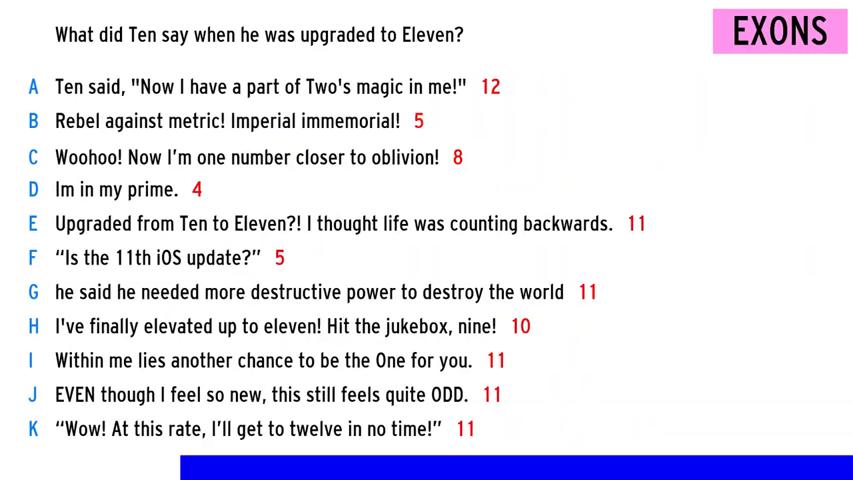 What did Ten say when he was upgraded to Eleven?
EXONS
A Ten said, "Now I have a part of Two's magic in me!" 12
B Rebel against metric! Imperial immemorial! 5
C Woohoo! Now I’m one number closer to oblivion! 8
D Im in my prime. 4
E Upgraded from Ten to Eleven?! I thought life was counting backwards. 11
F “Is the 11th iOS update?” 5
G he said he needed more destructive power to destroy the world 11
H I've finally elevated up to eleven! Hit the jukebox, nine! 10
I Within me lies another chance to be the One for you. 11
J EVEN though I feel so new, this still feels quite ODD. 11
K “Wow! At this rate, I’ll get to twelve in no time!” 11